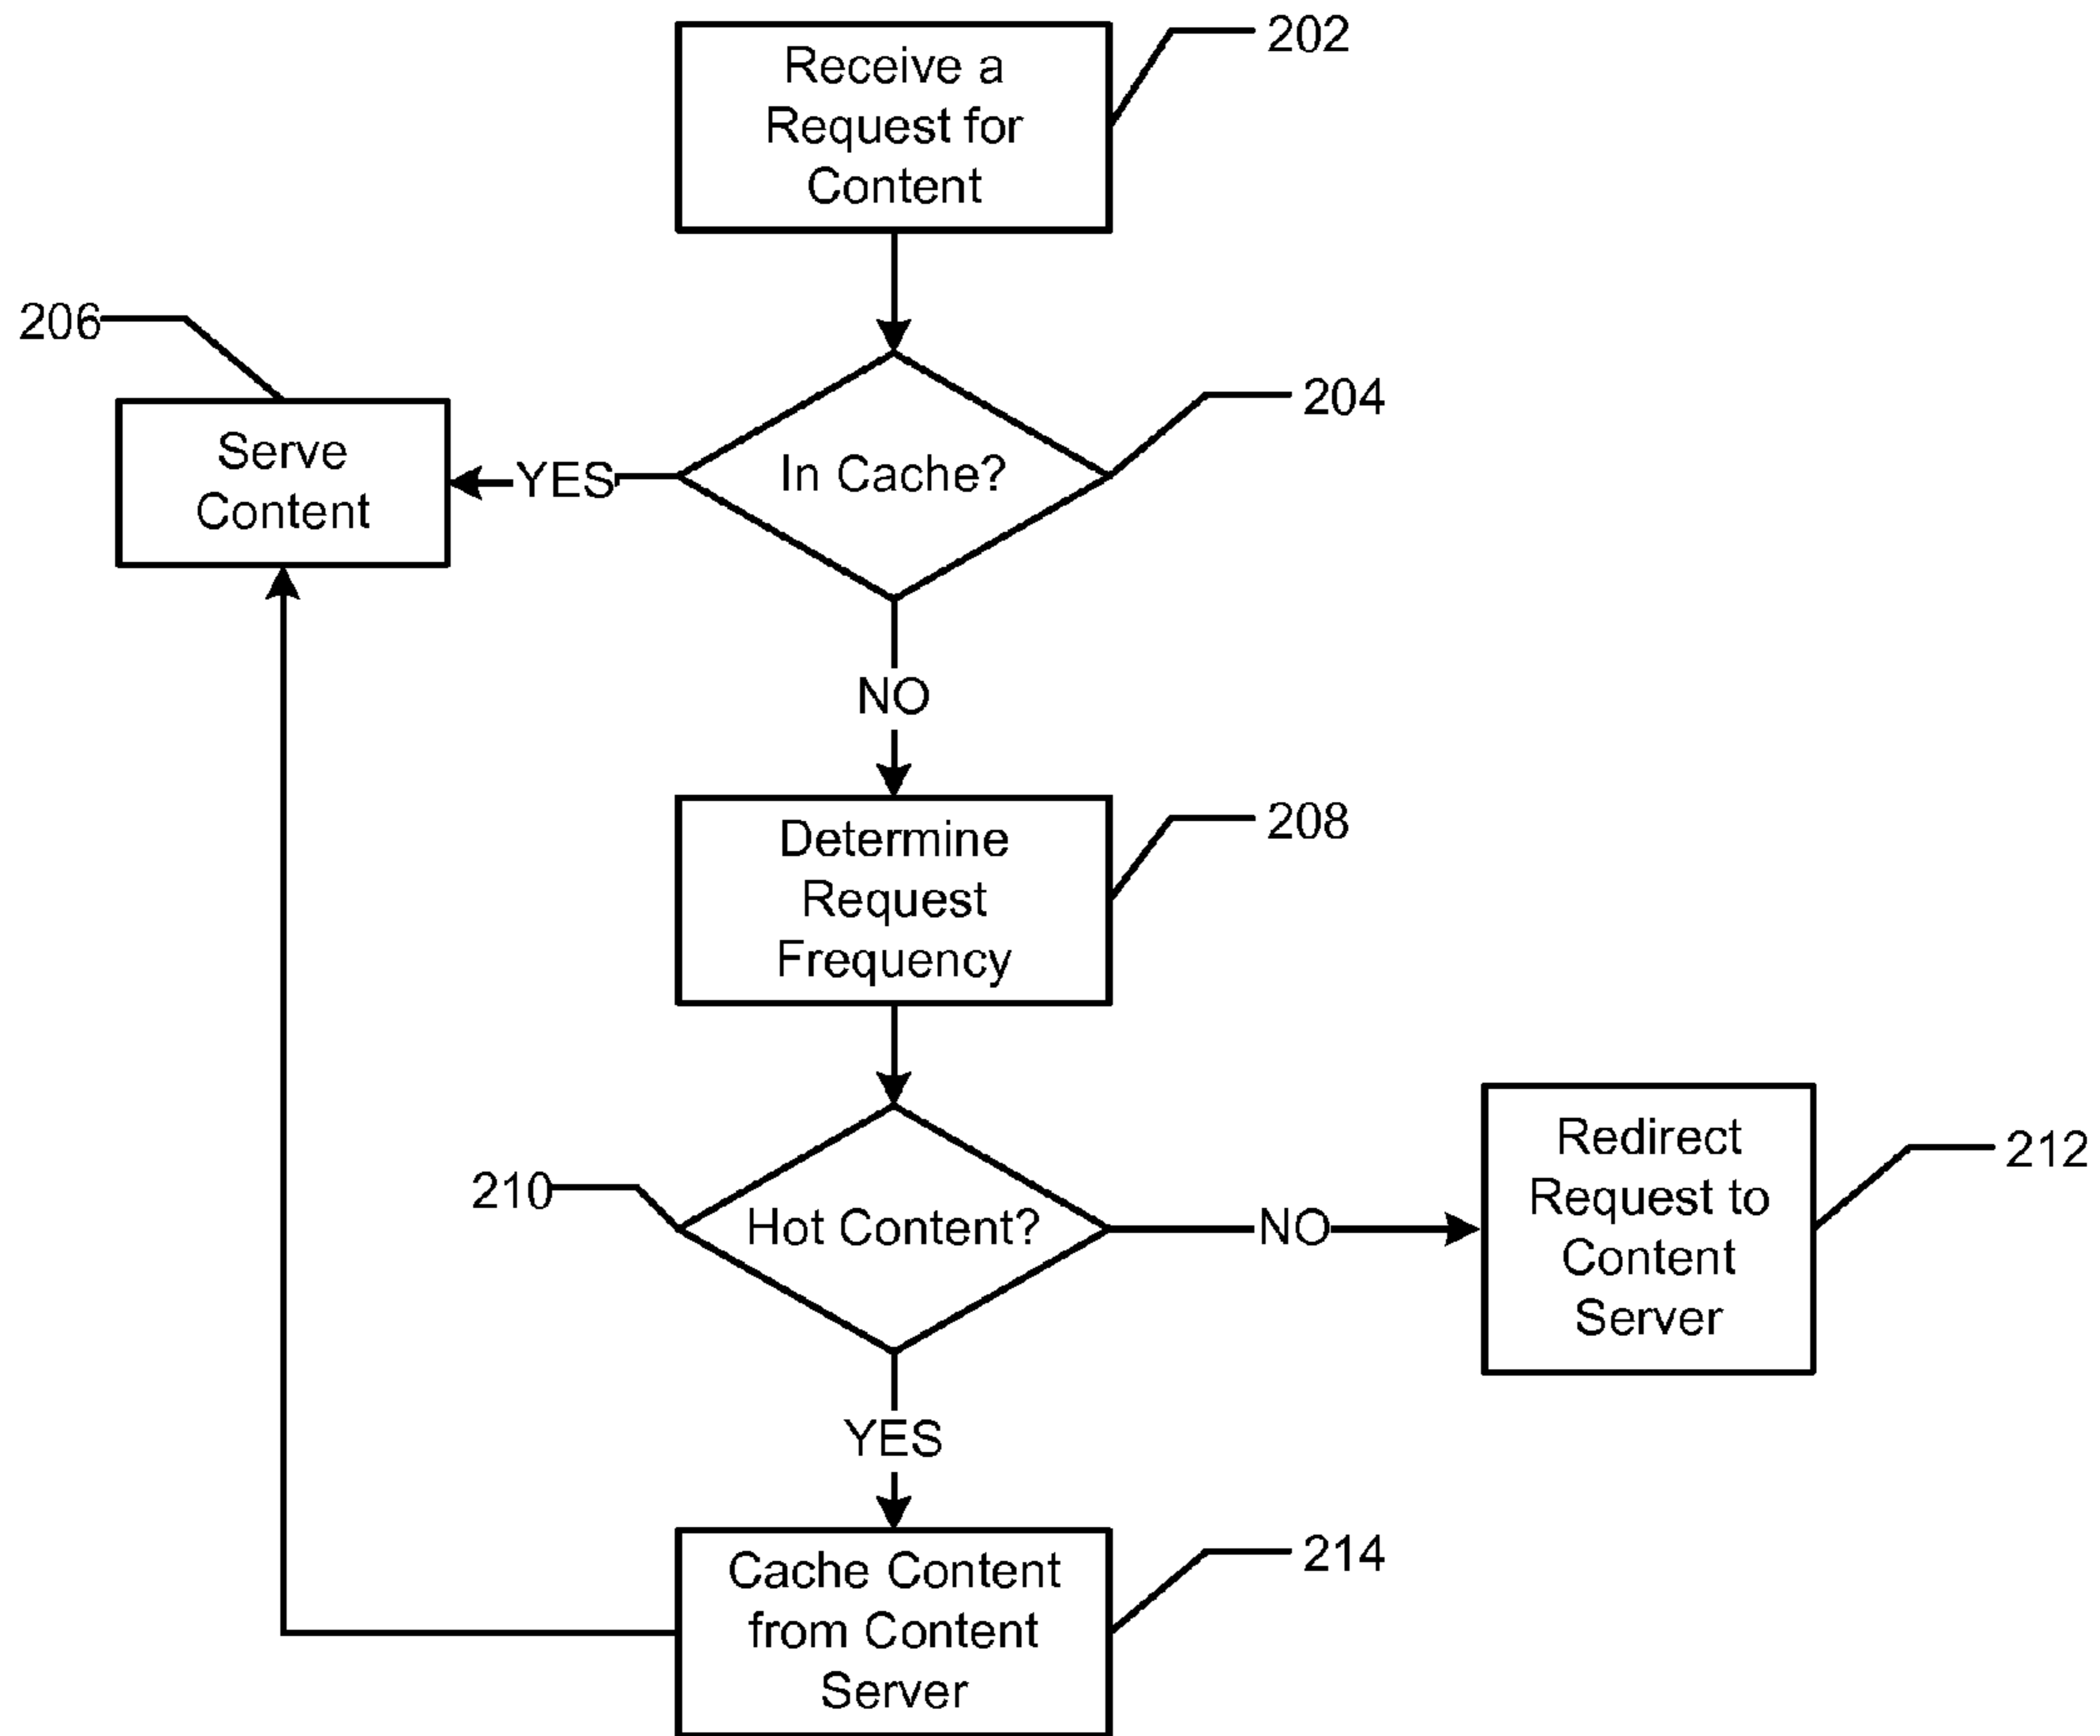 Receive a
Request for
Content
202
206
Serve
Content
YES
In Cache?
204
NO
Determine
Request
Frequency
208
210
Hot Content?
NO
Redirect
Request to
Content
Server
212
YES
Cache Content
from Content
Server
214